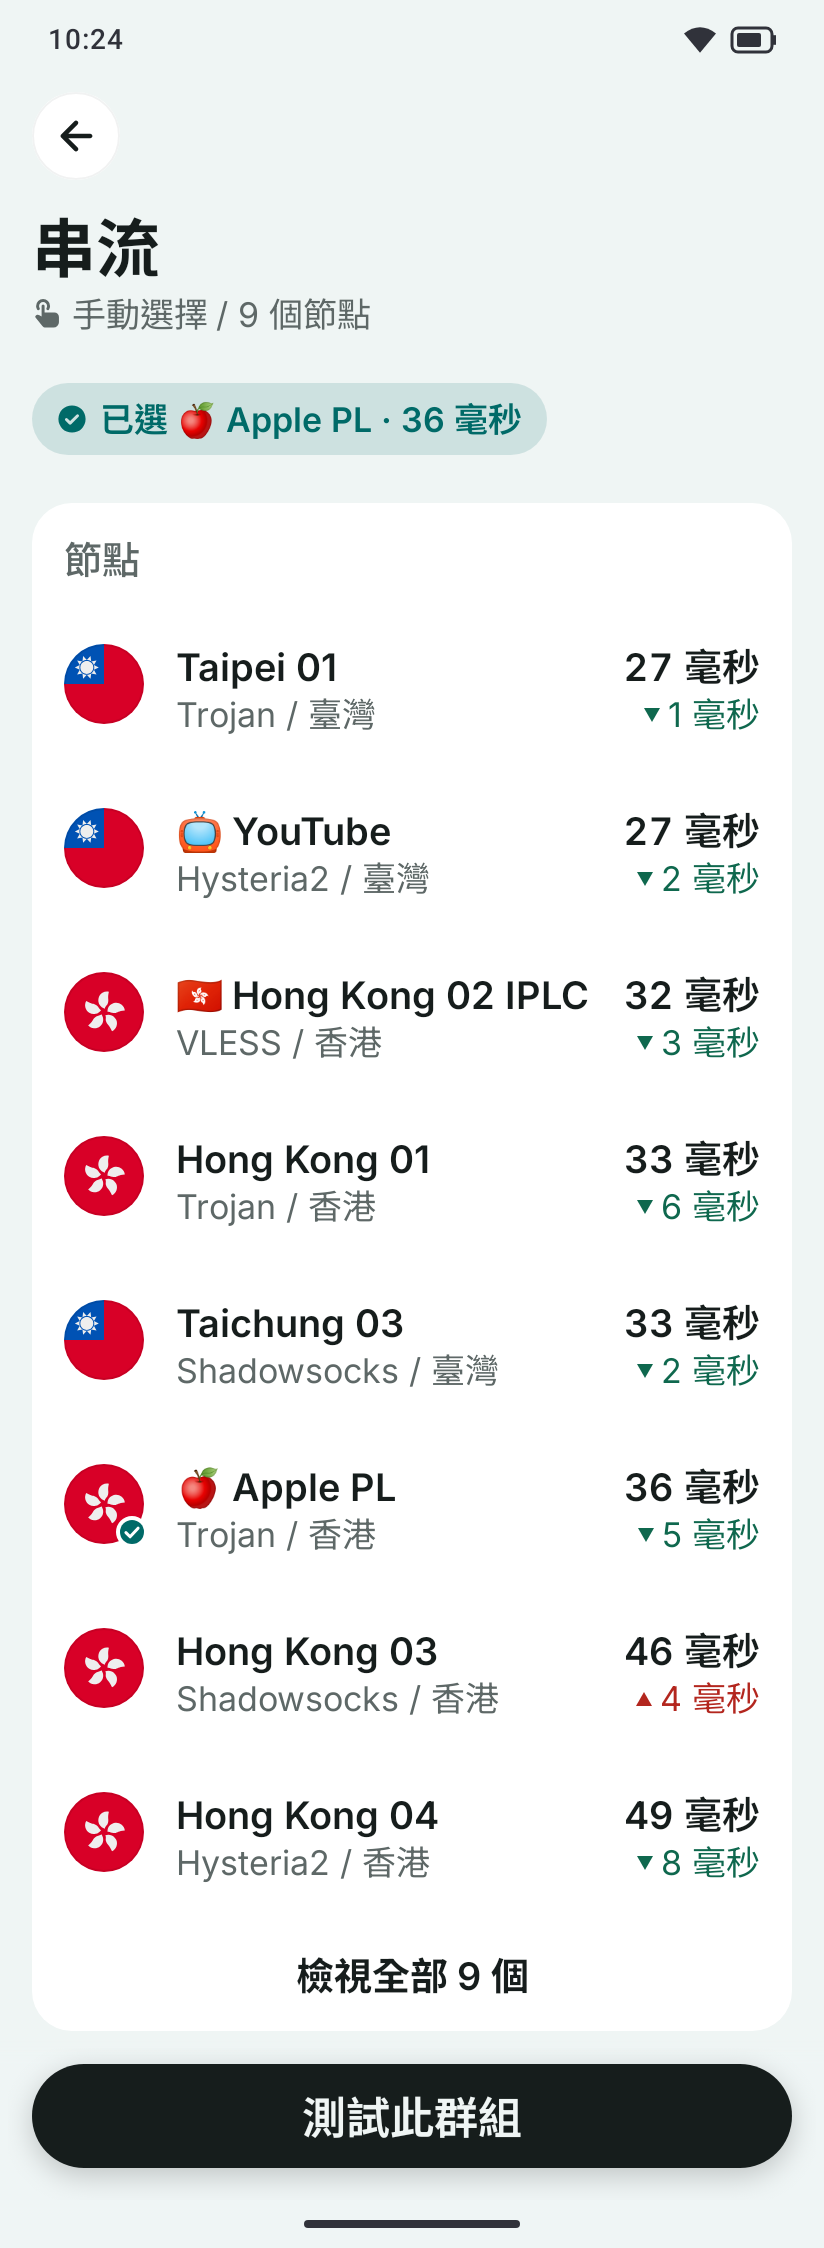 10:24
串流
手動選擇 / 9 個節點
已選 🍎 Apple PL · 36 毫秒
節點
Taipei 01
27 毫秒
Trojan / 臺灣
▼1 毫秒
📺 YouTube
27 毫秒
Hysteria2 / 臺灣
▼2 毫秒
🇭🇰 Hong Kong 02 IPLC
32 毫秒
VLESS / 香港
▼3 毫秒
Hong Kong 01
33 毫秒
Trojan / 香港
▼6 毫秒
Taichung 03
33 毫秒
Shadowsocks / 臺灣
▼2 毫秒
🍎 Apple PL
36 毫秒
Trojan / 香港
▼5 毫秒
Hong Kong 03
46 毫秒
Shadowsocks / 香港
▲4 毫秒
Hong Kong 04
49 毫秒
Hysteria2 / 香港
▼8 毫秒
檢視全部 9 個
測試此群組